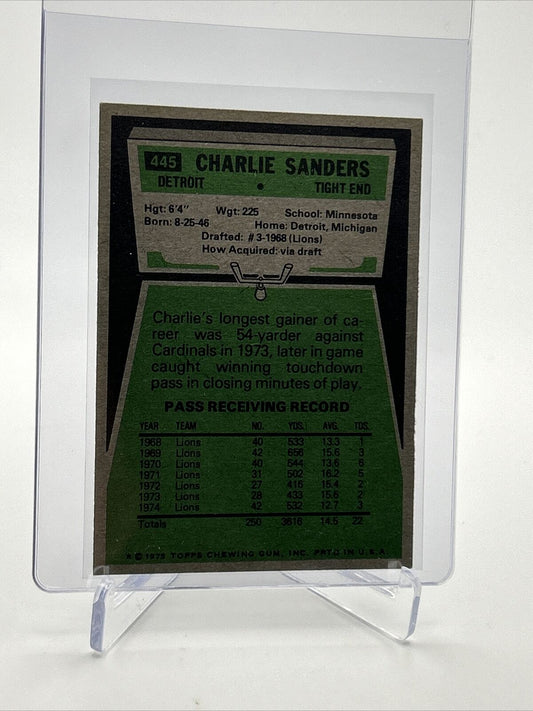 445 CHARLIE SANDERS
DETROIT • TIGHT END
Hgt: 6'4" Wgt: 225 School: Minnesota
Born: 8-25-46 Home: Detroit, Michigan
Drafted: #3-1968 (Lions)
How Acquired: via draft
Charlie's longest gainer of ca-
reer was 54-yarder against
Cardinals in 1973, later in game
caught winning touchdown
pass in closing minutes of play.
PASS RECEIVING RECORD
YEAR TEAM NO. YDS. AVG. TDS.
1968 Lions 40 533 13.3 1
1969 Lions 42 656 15.6 3
1970 Lions 40 544 13.6 6
1971 Lions 31 502 16.2 5
1972 Lions 27 416 15.4 2
1973 Lions 28 433 15.5 2
1974 Lions 42 532 12.7 3
Totals 250 3616 14.5 22
* © 1975 TOPPS CHEWING GUM, INC. PRTD IN U.S.A.